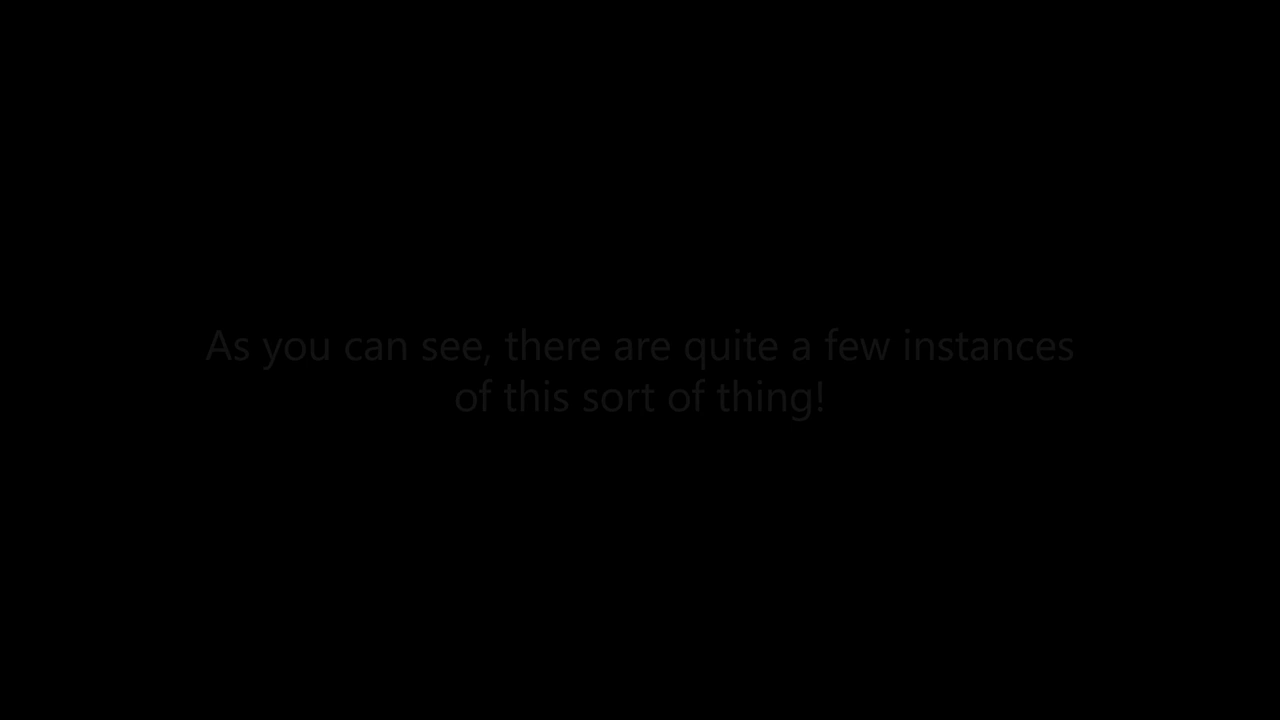 As you can see, there are quite a few instances
of this sort of thing!